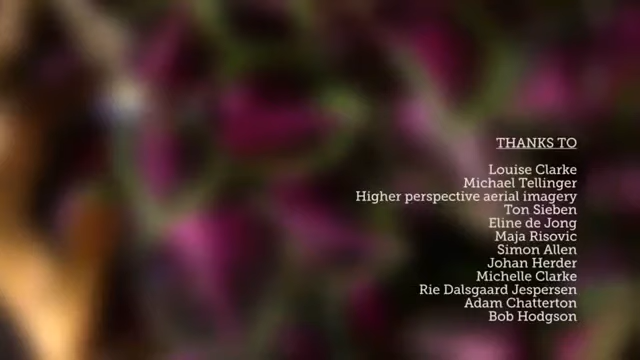 THANKS TO
Louise Clarke
Michael Tellinger
Higher perspective aerial imagery
Ton Sieben
Eline de Jong
Maja Risovic
Simon Allen
Johan Herder
Michelle Clarke
Rie Dalsgaard Jespersen
Adam Chatterton
Bob Hodgson